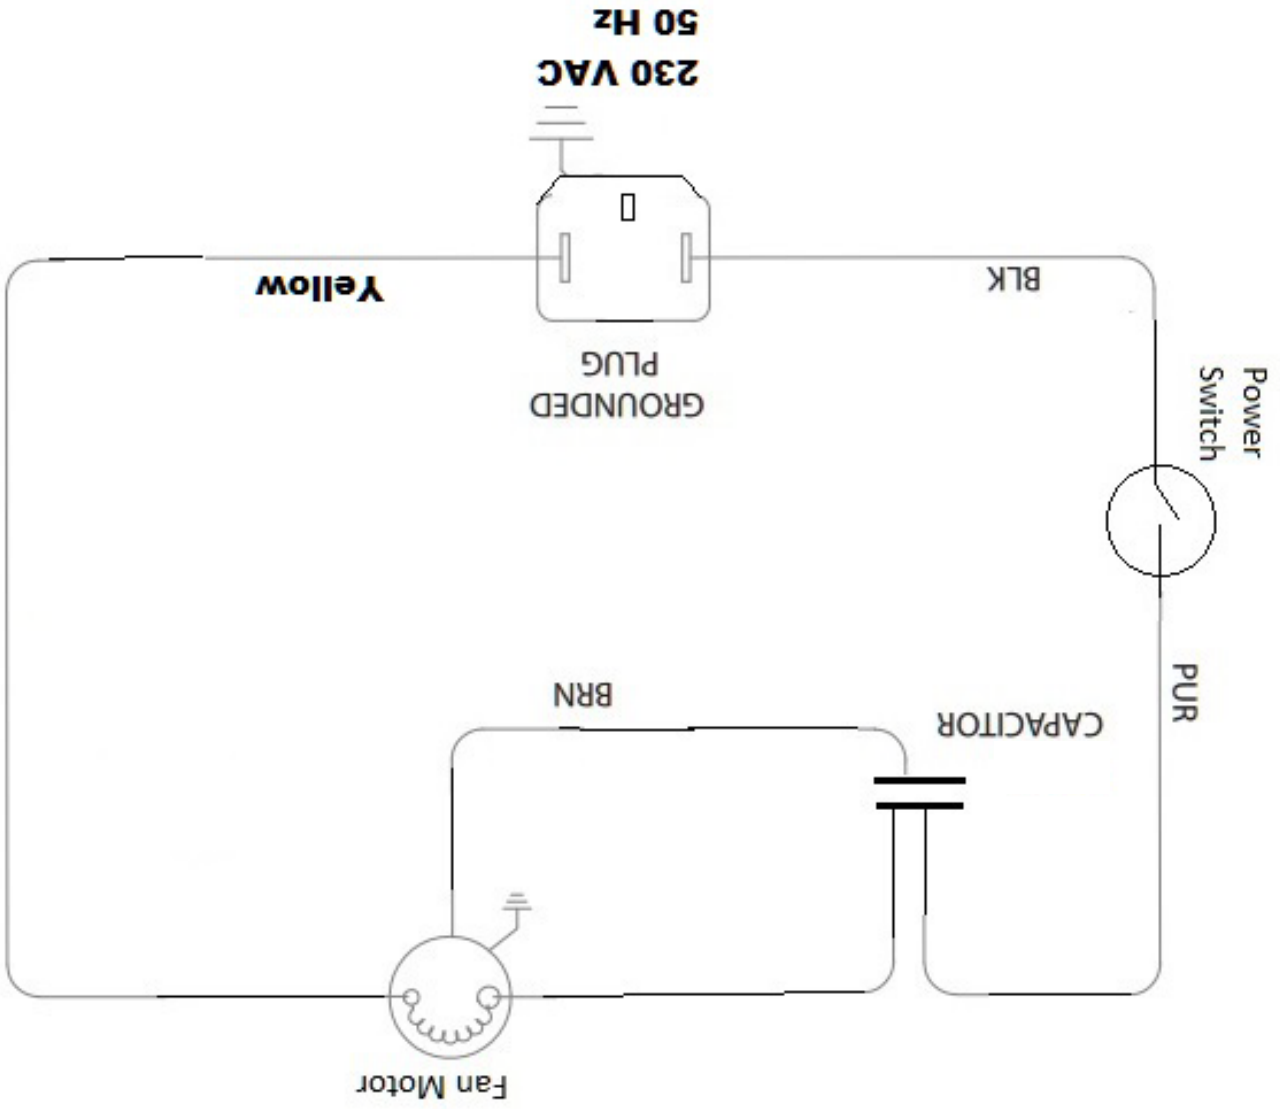 50 Hz
230 VAC
Yellow
BLK
PLUG
GROUNDED
Power
Switch
BRN
PUR
CAPACITOR
Fan Motor